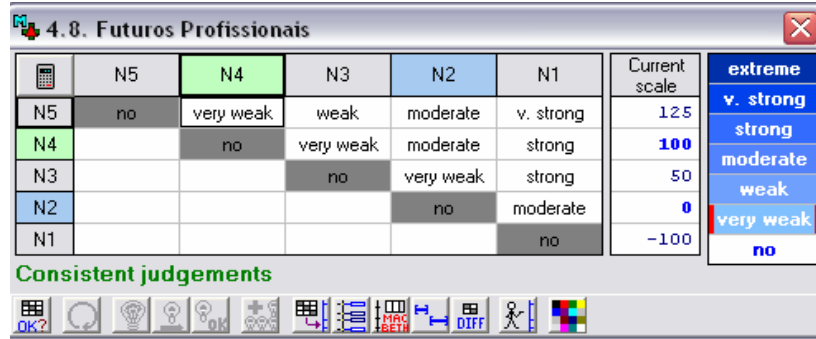 4.8. Futuros Profissionais
N5 N4 N3 N2 N1 Current scale
N5 no very weak weak moderate v. strong 125
N4 no very weak moderate strong 100
N3 no very weak strong 50
N2 no moderate 0
N1 no -100
extreme
v. strong
strong
moderate
weak
very weak
no
Consistent judgements
OK? OK MAC BETH DIFF